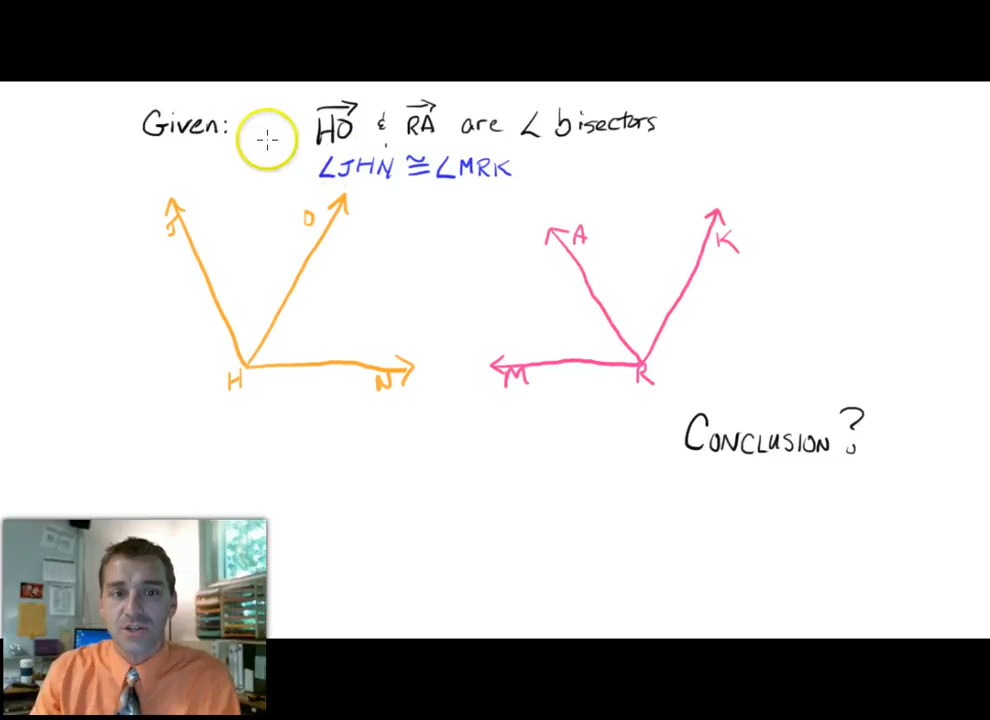 Given: HO & RA are ∠ bisectors
∠JHN ≅ ∠MRK
J O A K
H N M R
CONCLUSION?